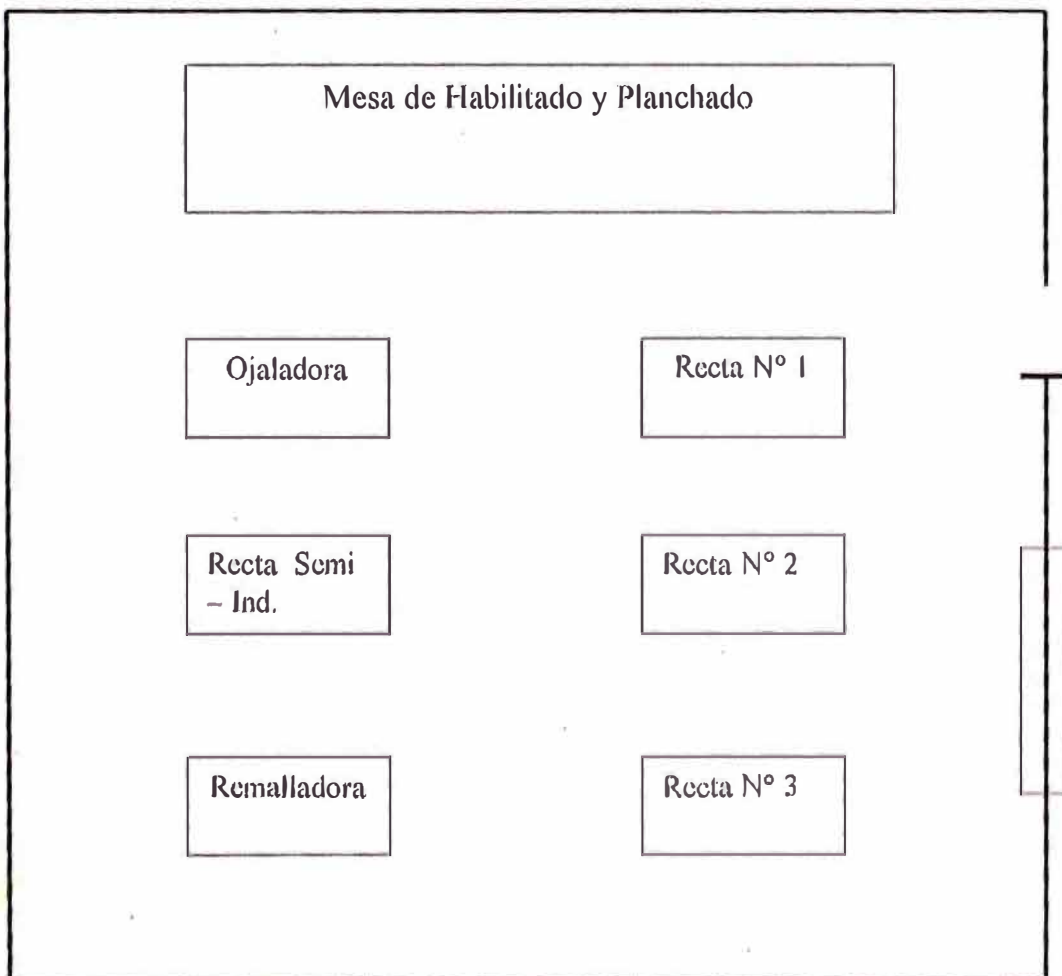 Mesa de Habilitado y Planchado
Ojaladora
Recta N° 1
Recta Semi
– Ind.
Recta N° 2
Remalladora
Recta N° 3